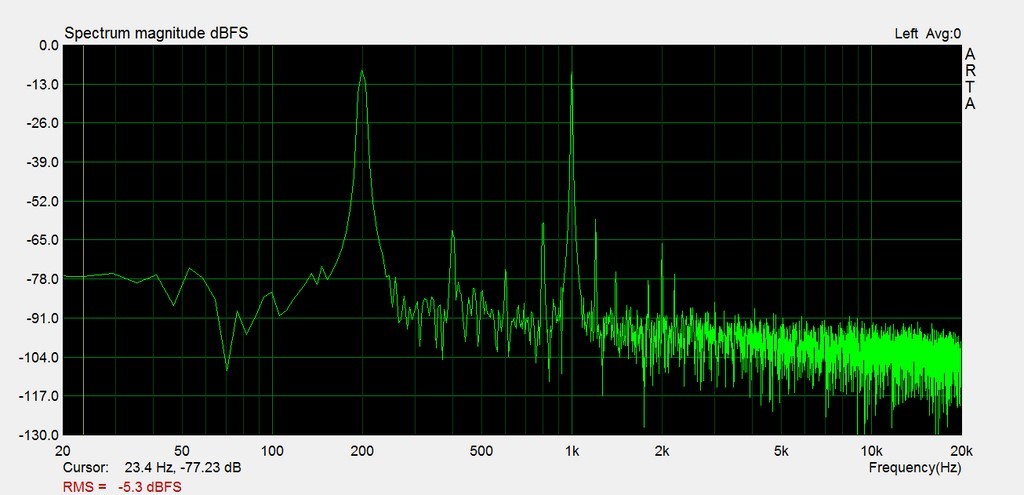 Spectrum magnitude dBFS
Left Avg:0
A
R
T
A
0.0
-13.0
-26.0
-39.0
-52.0
-65.0
-78.0
-91.0
-104.0
-117.0
-130.0
20 50 100 200 500 1k 2k 5k 10k 20k
Cursor: 23.4 Hz, -77.23 dB
Frequency(Hz)
RMS = -5.3 dBFS